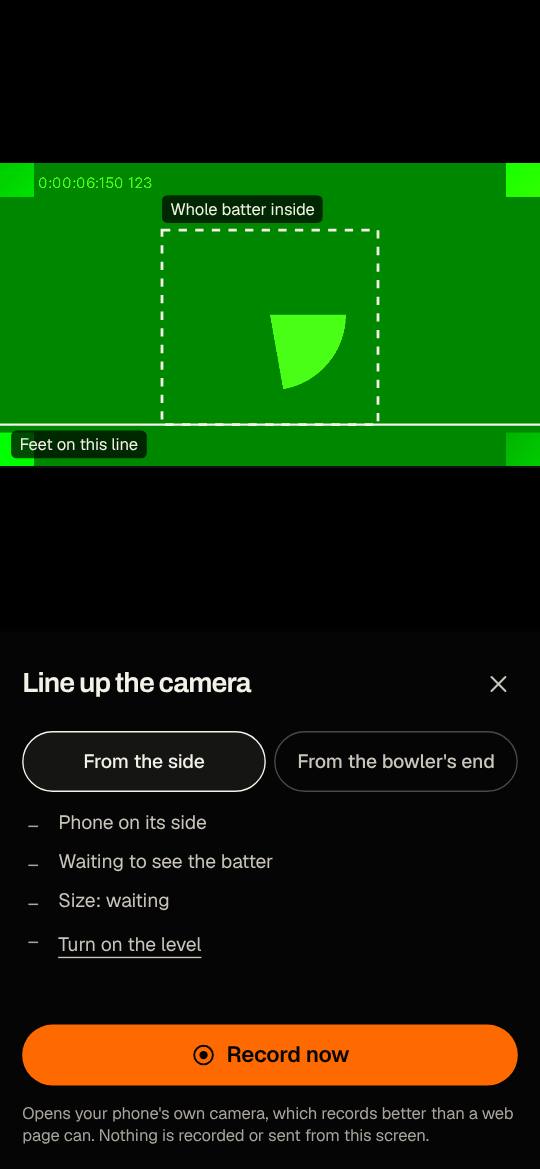 0:00:06:150 123
Whole batter inside
Feet on this line
Line up the camera
From the side
From the bowler's end
– Phone on its side
– Waiting to see the batter
– Size: waiting
– Turn on the level
Record now
Opens your phone's own camera, which records better than a web
page can. Nothing is recorded or sent from this screen.